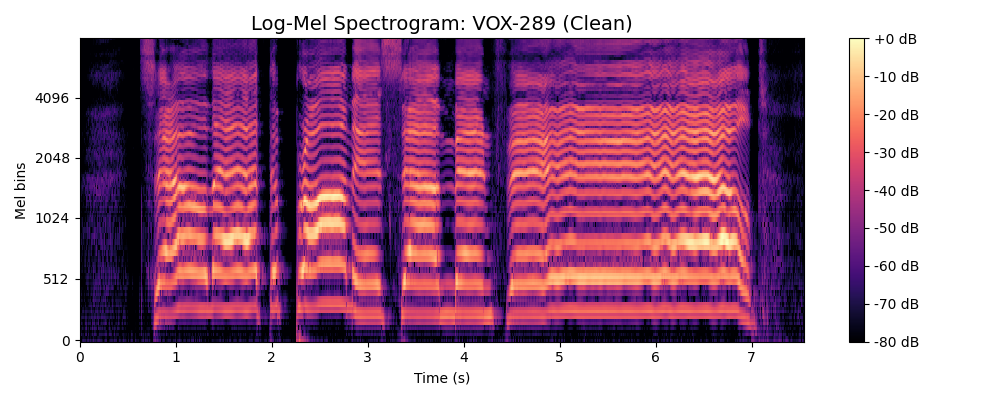 Log-Mel Spectrogram: VOX-289 (Clean)
Mel bins
4096
2048
1024
512
0
0 1 2 3 4 5 6 7
Time (s)
+0 dB
-10 dB
-20 dB
-30 dB
-40 dB
-50 dB
-60 dB
-70 dB
-80 dB